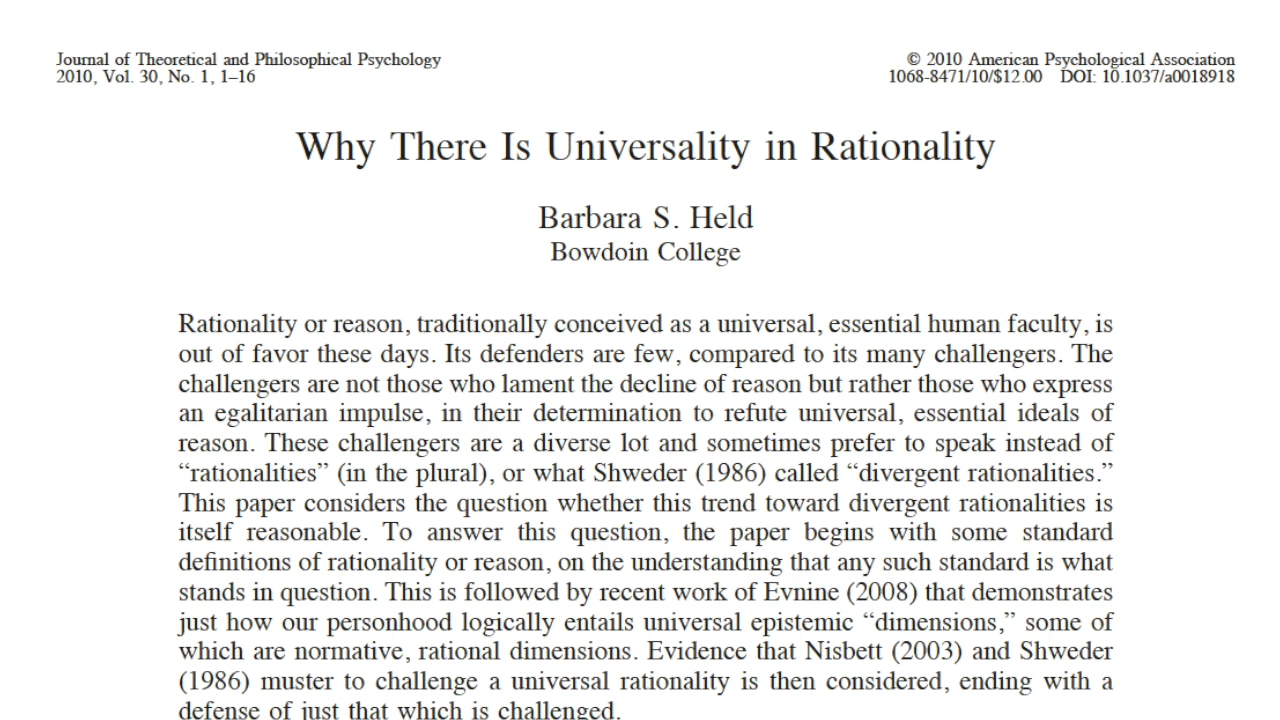 Journal of Theoretical and Philosophical Psychology
2010, Vol. 30, No. 1, 1–16
© 2010 American Psychological Association
1068-8471/10/$12.00 DOI: 10.1037/a0018918
Why There Is Universality in Rationality
Barbara S. Held
Bowdoin College
Rationality or reason, traditionally conceived as a universal, essential human faculty, is
out of favor these days. Its defenders are few, compared to its many challengers. The
challengers are not those who lament the decline of reason but rather those who express
an egalitarian impulse, in their determination to refute universal, essential ideals of
reason. These challengers are a diverse lot and sometimes prefer to speak instead of
“rationalities” (in the plural), or what Shweder (1986) called “divergent rationalities.”
This paper considers the question whether this trend toward divergent rationalities is
itself reasonable. To answer this question, the paper begins with some standard
definitions of rationality or reason, on the understanding that any such standard is what
stands in question. This is followed by recent work of Evnine (2008) that demonstrates
just how our personhood logically entails universal epistemic “dimensions,” some of
which are normative, rational dimensions. Evidence that Nisbett (2003) and Shweder
(1986) muster to challenge a universal rationality is then considered, ending with a
defense of just that which is challenged.